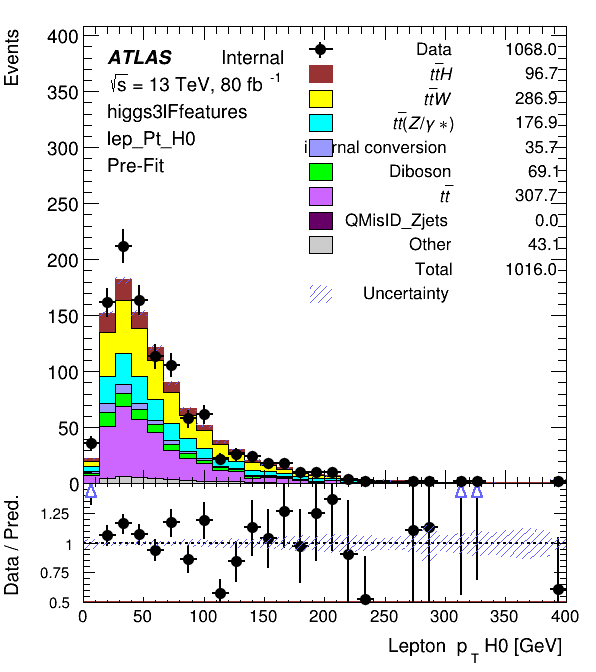 Events
400
350
300
250
200
150
100
50
0
ATLAS Internal
√s = 13 TeV, 80 fb -1
higgs3lFfeatures
lep_Pt_H0
Pre-Fit
Data 1068.0
tt̄H 96.7
tt̄W 286.9
tt̄(Z/γ*) 176.9
internal conversion 35.7
Diboson 69.1
tt̄ 307.7
QMisID_Zjets 0.0
Other 43.1
Total 1016.0
Uncertainty
Data / Pred.
1.25
1
0.75
0.5
0 50 100 150 200 250 300 350 400
Lepton p_T H0 [GeV]